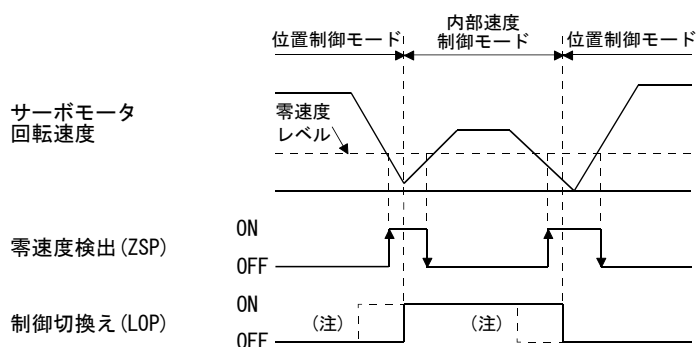 位置制御モード
内部速度
制御モード
位置制御モード
サーボモータ
回転速度
零速度
レベル
零速度検出(ZSP)
ON
OFF
制御切換え(LOP)
ON
OFF
(注)
(注)